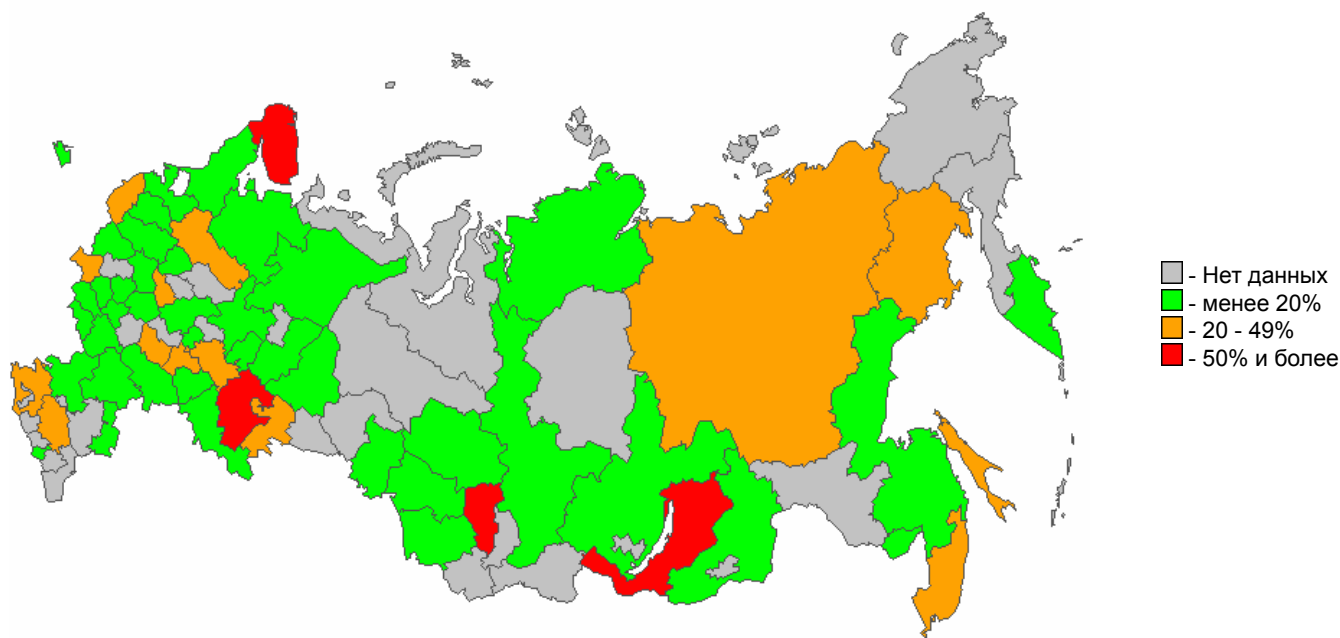 - Нет данных
- менее 20%
- 20 - 49%
- 50% и более